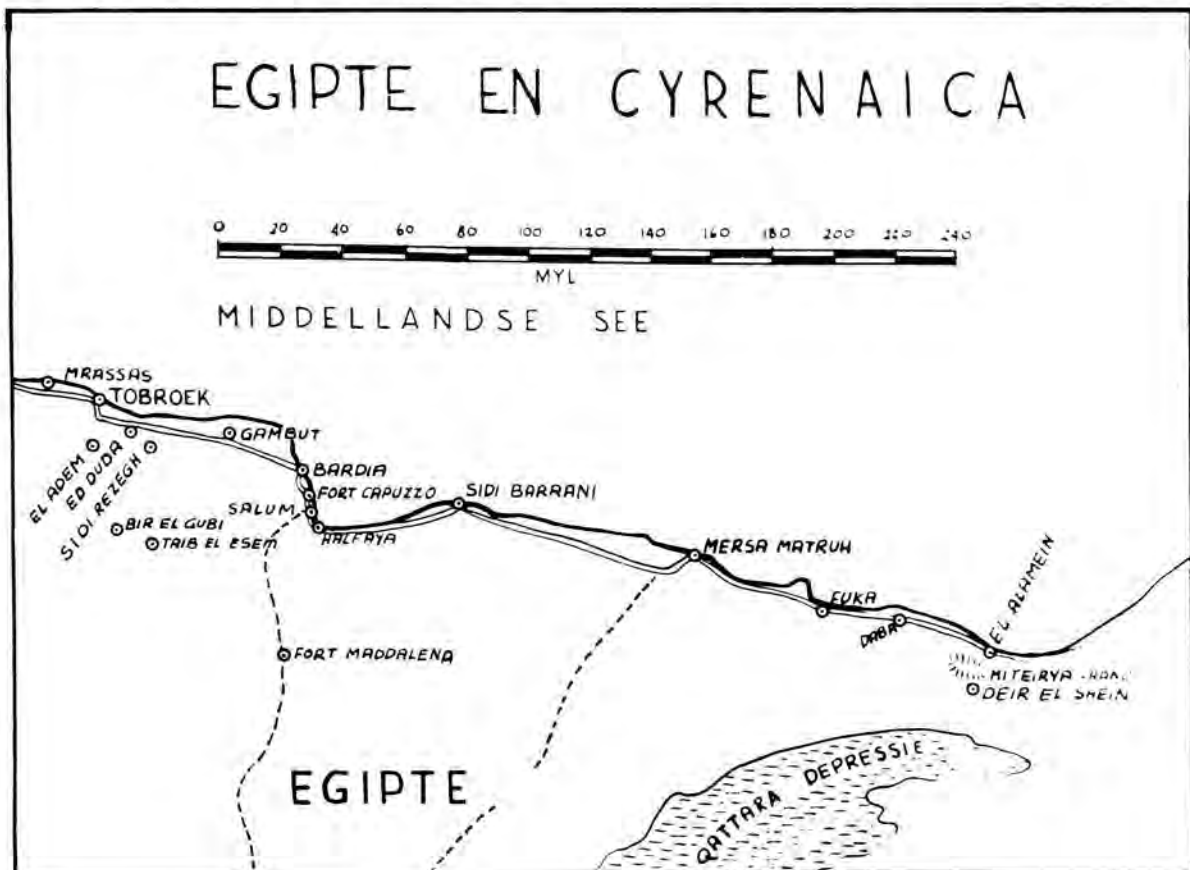 EGIPTE EN CYRENAICA
0 20 40 60 80 100 120 140 160 180 200 220 240
MYL
MIDDELLANDSE SEE
MRASSAS
TOBROEK
GAMBUT
EL ADEM
ED DUDA
SIDI REZEGH
BARDIA
FORT CAPUZZO
SIDI BARRANI
SALUM
HALFAYA
BIR EL GUBI
TAIB EL ESEM
MERSA MATRUH
FUKA
DABA
EL ALAMEIN
FORT MADDALENA
MITEIRYA
DEIR EL SHEIN
QATTARA DEPRESSIE
EGIPTE